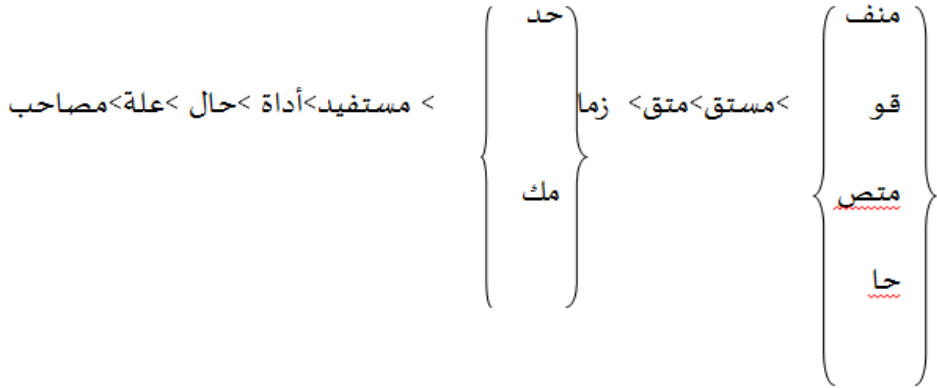 منف
حد
قو
<مستق<متق< زما
< مستفيد<أداة <حال <علة<مصاحب
متص
مك
حا